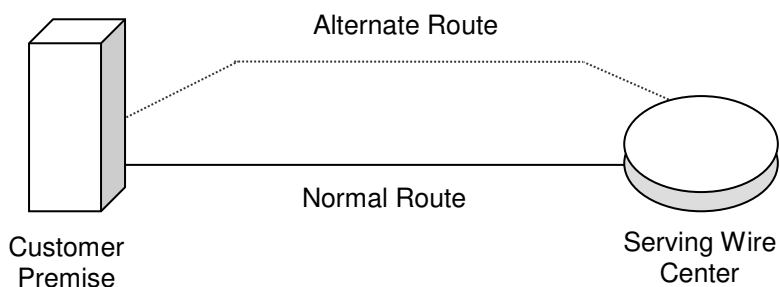 Alternate Route
Normal Route
Customer
Premise
Serving Wire
Center